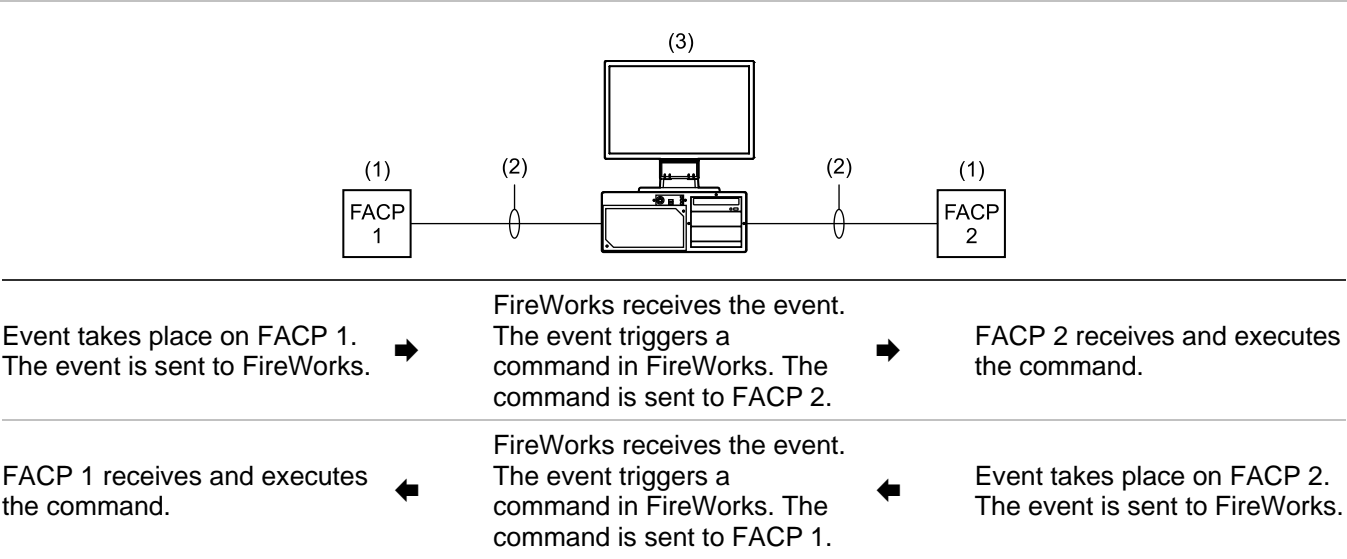 (3)
(1)
(2)
(2)
(1)
FACP
1
FACP
2
Event takes place on FACP 1.
The event is sent to FireWorks.
FireWorks receives the event.
The event triggers a
command in FireWorks. The
command is sent to FACP 2.
FACP 2 receives and executes
the command.
FACP 1 receives and executes
the command.
FireWorks receives the event.
The event triggers a
command in FireWorks. The
command is sent to FACP 1.
Event takes place on FACP 2.
The event is sent to FireWorks.